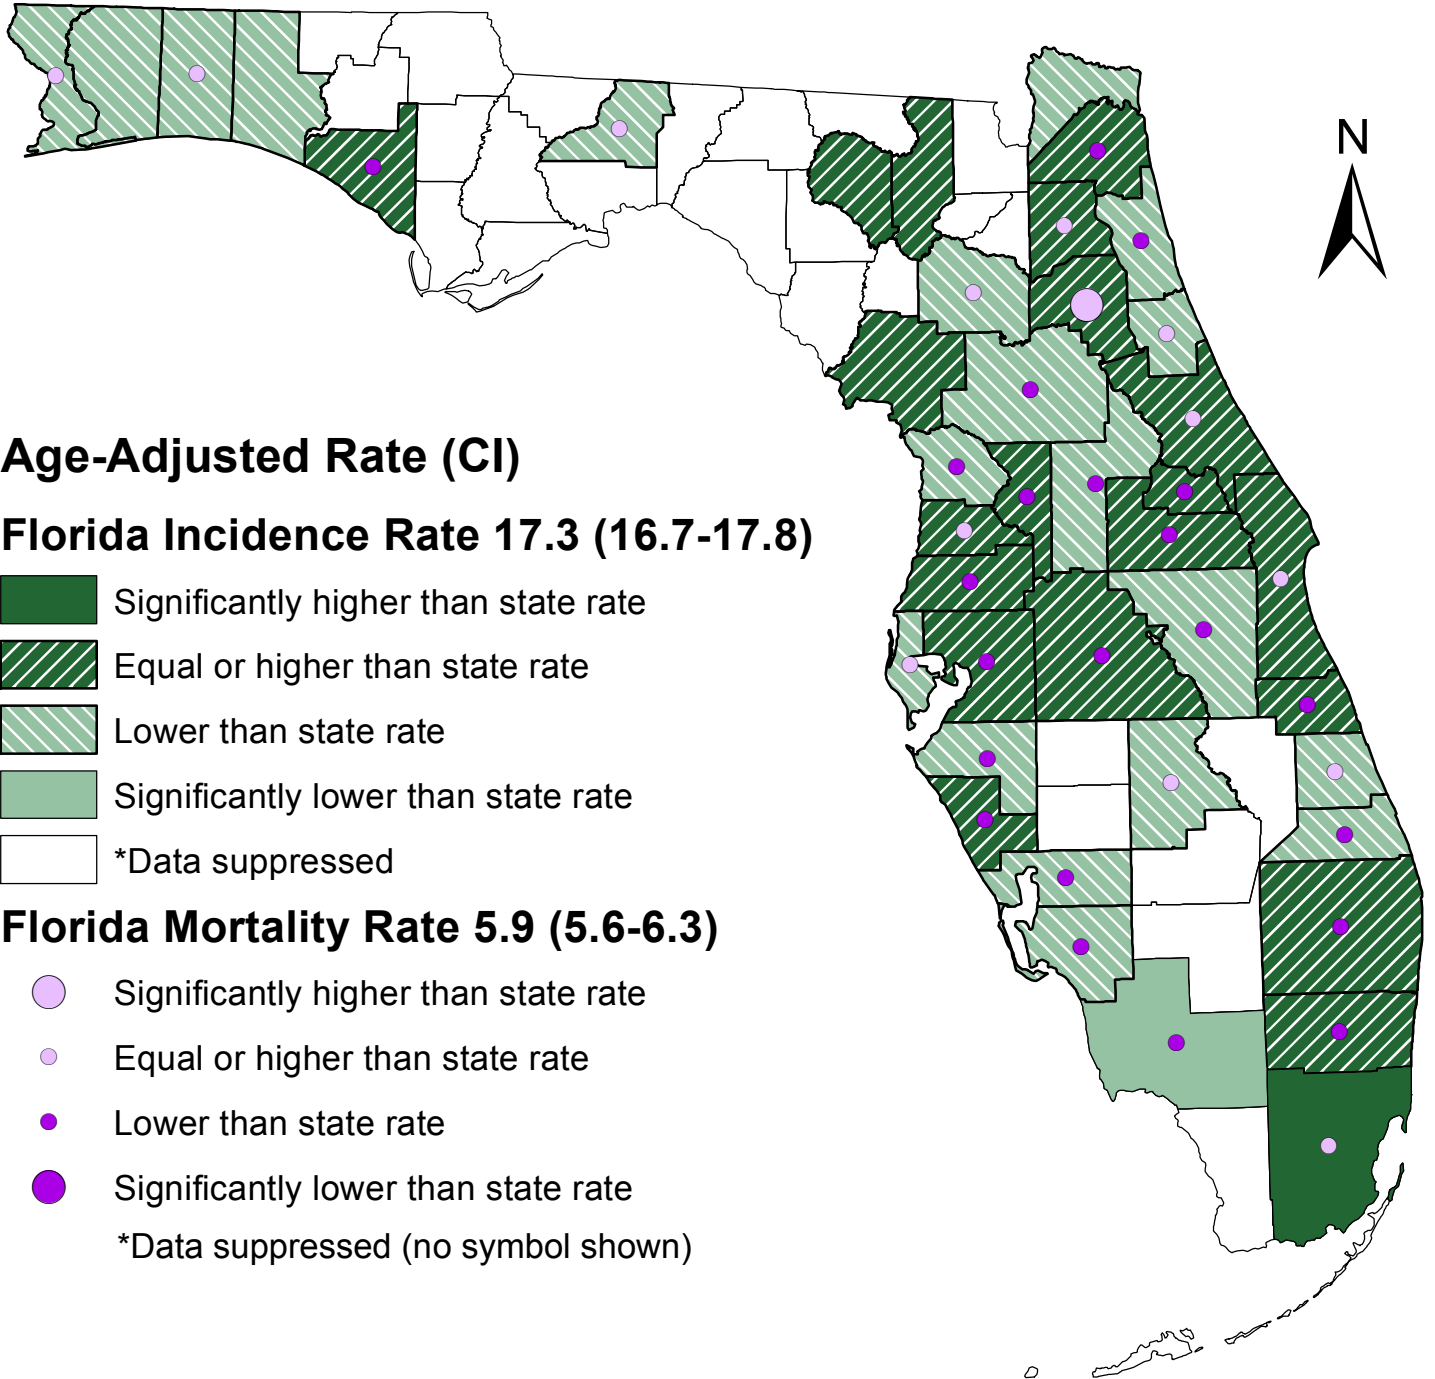 N
Age-Adjusted Rate (CI)
Florida Incidence Rate 17.3 (16.7-17.8)
Significantly higher than state rate
Equal or higher than state rate
Lower than state rate
Significantly lower than state rate
*Data suppressed
Florida Mortality Rate 5.9 (5.6-6.3)
Significantly higher than state rate
Equal or higher than state rate
Lower than state rate
Significantly lower than state rate
*Data suppressed (no symbol shown)